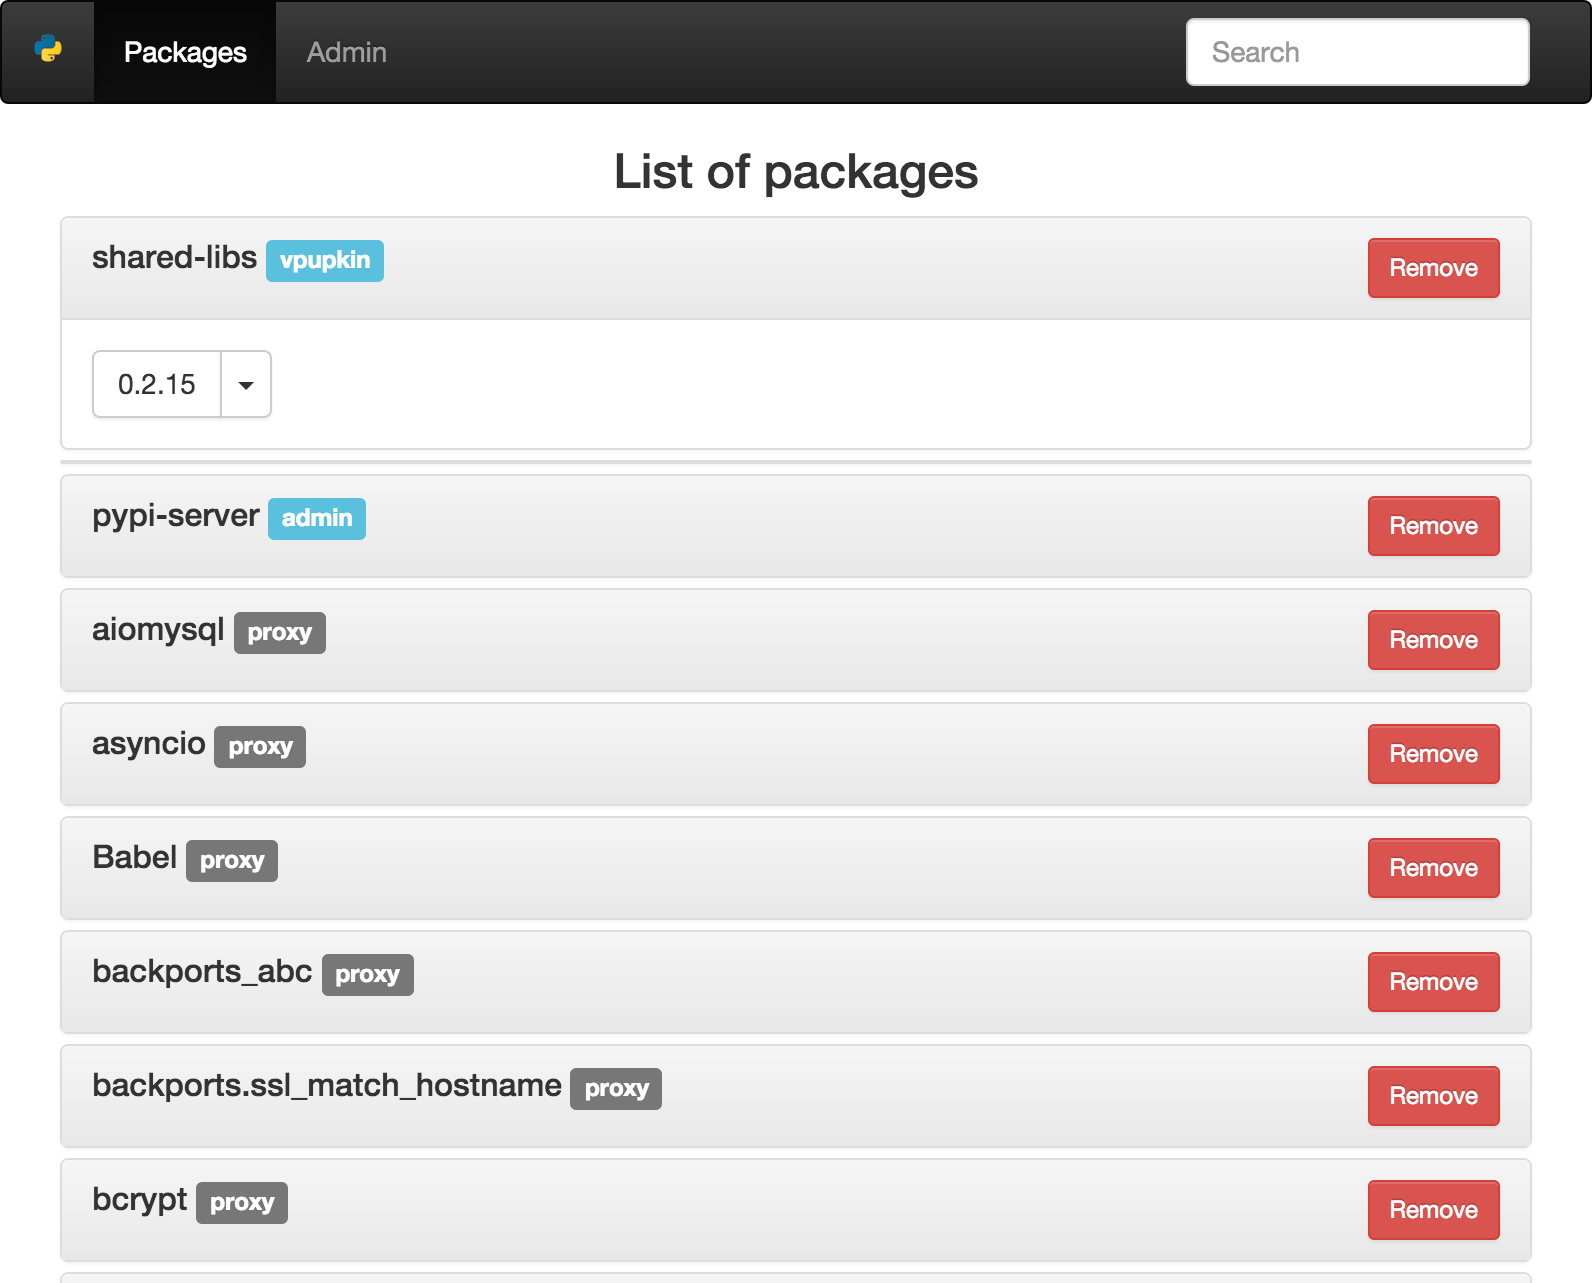 Packages Admin Search
List of packages
shared-libs vpupkin Remove
0.2.15
pypi-server admin Remove
aiomysql proxy Remove
asyncio proxy Remove
Babel proxy Remove
backports_abc proxy Remove
backports.ssl_match_hostname proxy Remove
bcrypt proxy Remove